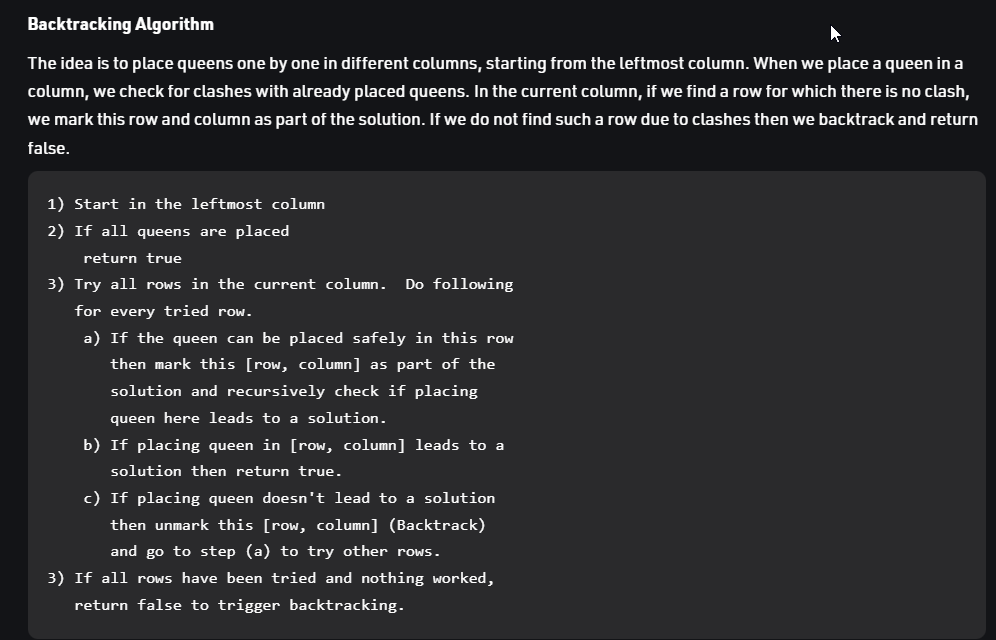 Backtracking Algorithm
The idea is to place queens one by one in different columns, starting from the leftmost column. When we place a queen in a
column, we check for clashes with already placed queens. In the current column, if we find a row for which there is no clash,
we mark this row and column as part of the solution. If we do not find such a row due to clashes then we backtrack and return
false.
1) Start in the leftmost column
2) If all queens are placed
return true
3) Try all rows in the current column.  Do following
for every tried row.
a) If the queen can be placed safely in this row
then mark this [row, column] as part of the
solution and recursively check if placing
queen here leads to a solution.
b) If placing queen in [row, column] leads to a
solution then return true.
c) If placing queen doesn't lead to a solution
then unmark this [row, column] (Backtrack)
and go to step (a) to try other rows.
3) If all rows have been tried and nothing worked,
return false to trigger backtracking.